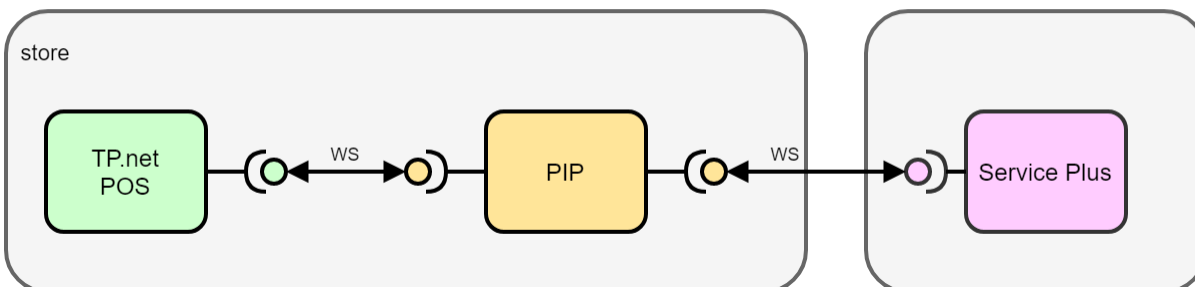 store
TP.net
POS
WS
PIP
WS
Service Plus